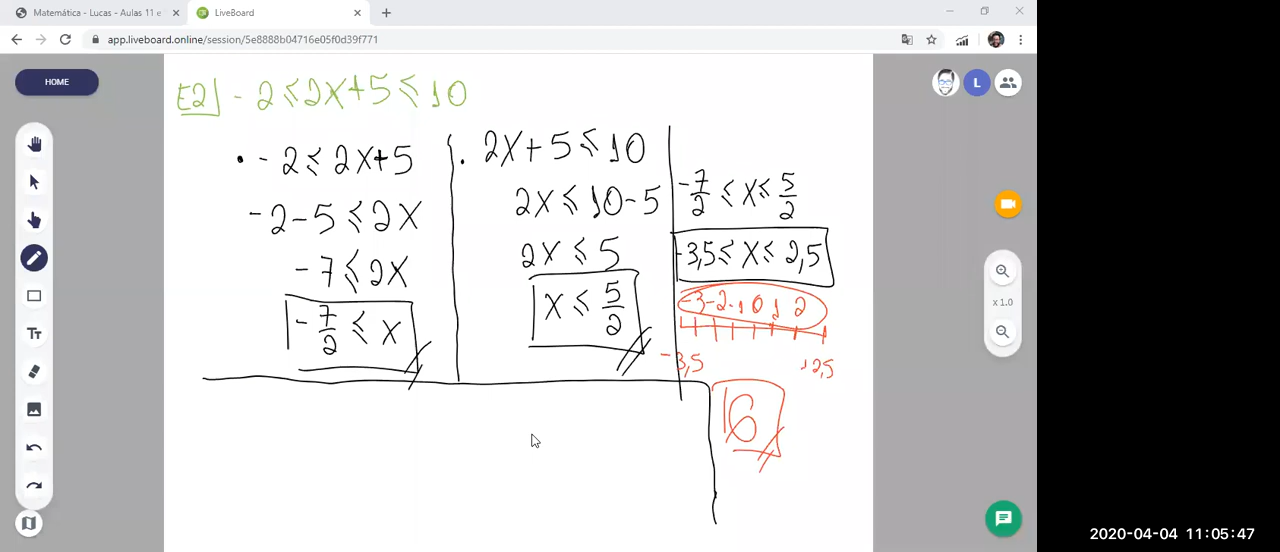 Matemática - Lucas - Aulas 11 e
LiveBoard
app.liveboard.online/session/5e8888b04716e05f0d39f771
HOME
L
E2) -2 ≤ 2x+5 ≤ 10
• -2 ≤ 2x+5
-2-5 ≤ 2x
-7 ≤ 2x
-7/2 ≤ x
• 2x+5 ≤ 10
2x ≤ 10-5
2x ≤ 5
x ≤ 5/2
-7/2 ≤ x ≤ 5/2
-3,5 ≤ x ≤ 2,5
-3 -2 -1 0 1 2
-3,5 +2,5
6
Tт
x 1.0
2020-04-04 11:05:47